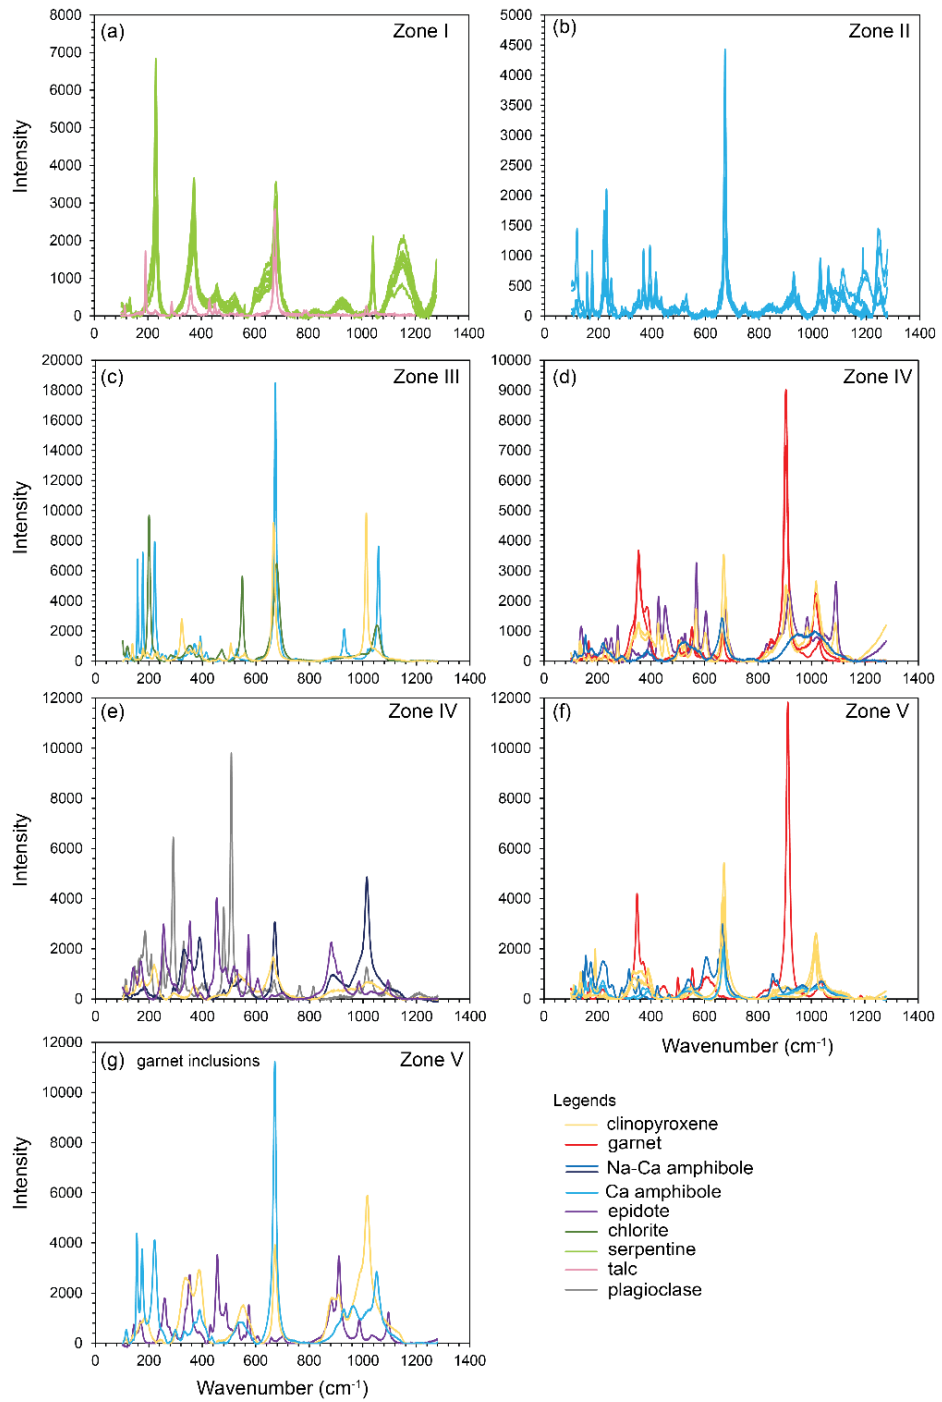 (a) Zone I
8000
7000
6000
5000
4000
3000
2000
1000
0
Intensity
0 200 400 600 800 1000 1200 1400
(b) Zone II
5000
4500
4000
3500
3000
2500
2000
1500
1000
500
0
0 200 400 600 800 1000 1200 1400
(c) Zone III
20000
18000
16000
14000
12000
10000
8000
6000
4000
2000
0
Intensity
0 200 400 600 800 1000 1200 1400
(d) Zone IV
10000
9000
8000
7000
6000
5000
4000
3000
2000
1000
0
0 200 400 600 800 1000 1200 1400
(e) Zone IV
12000
10000
8000
6000
4000
2000
0
Intensity
0 200 400 600 800 1000 1200 1400
(f) Zone V
12000
10000
8000
6000
4000
2000
0
0 200 400 600 800 1000 1200 1400
Wavenumber (cm⁻¹)
(g) garnet inclusions Zone V
12000
10000
8000
6000
4000
2000
0
Intensity
0 200 400 600 800 1000 1200 1400
Wavenumber (cm⁻¹)
Legends
clinopyroxene
garnet
Na-Ca amphibole
Ca amphibole
epidote
chlorite
serpentine
talc
plagioclase